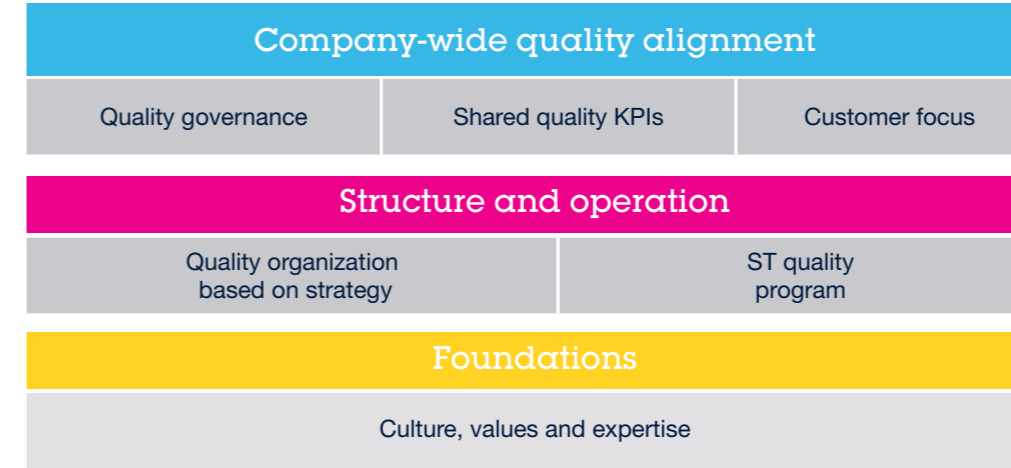 Company-wide quality alignment
Quality governance
Shared quality KPIs
Customer focus
Structure and operation
Quality organization
based on strategy
ST quality
program
Foundations
Culture, values and expertise